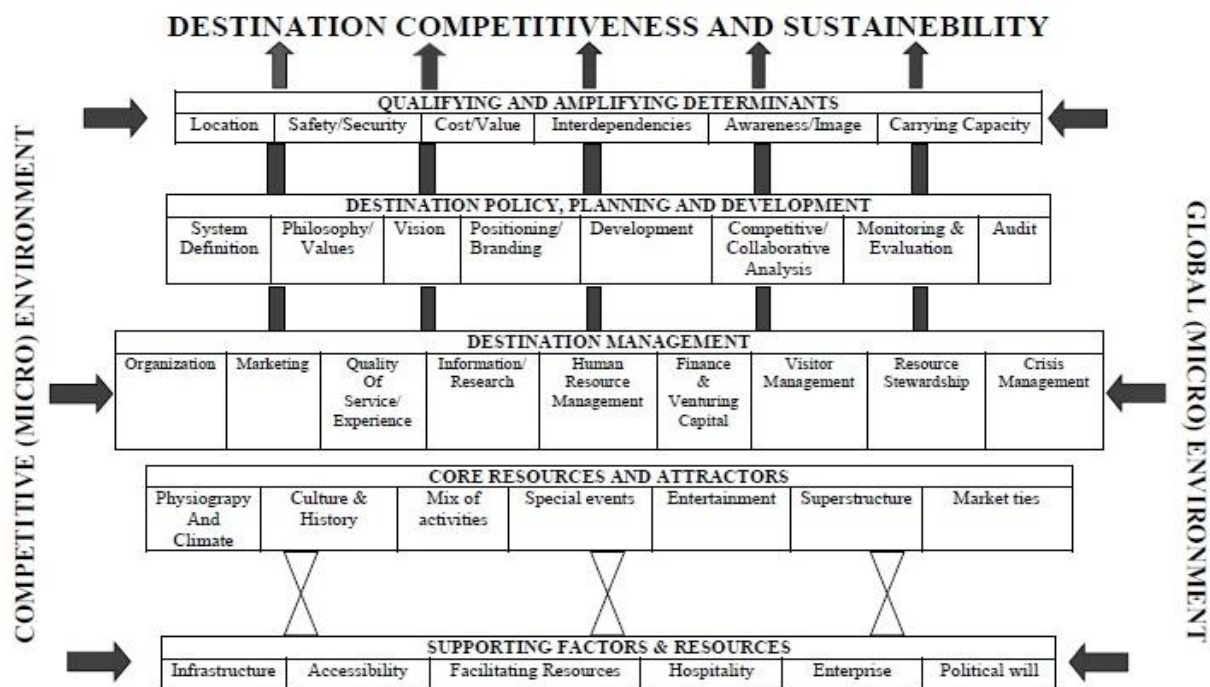 DESTINATION COMPETITIVENESS AND SUSTAINEBILITY
QUALIFYING AND AMPLIFYING DETERMINANTS
Location Safety/Security Cost/Value Interdependencies Awareness/Image Carrying Capacity
DESTINATION POLICY, PLANNING AND DEVELOPMENT
System Definition
Philosophy/ Values
Vision
Positioning/ Branding
Development
Competitive/ Collaborative Analysis
Monitoring & Evaluation
Audit
DESTINATION MANAGEMENT
Organization
Marketing
Quality Of Service/ Experience
Information/ Research
Human Resource Management
Finance & Venturing Capital
Visitor Management
Resource Stewardship
Crisis Management
CORE RESOURCES AND ATTRACTORS
Physiograpy And Climate
Culture & History
Mix of activities
Special events
Entertainment
Superstructure
Market ties
SUPPORTING FACTORS & RESOURCES
Infrastructure Accessibility Facilitating Resources Hospitality Enterprise Political will
COMPETITIVE (MICRO) ENVIRONMENT
GLOBAL (MICRO) ENVIRONMENT